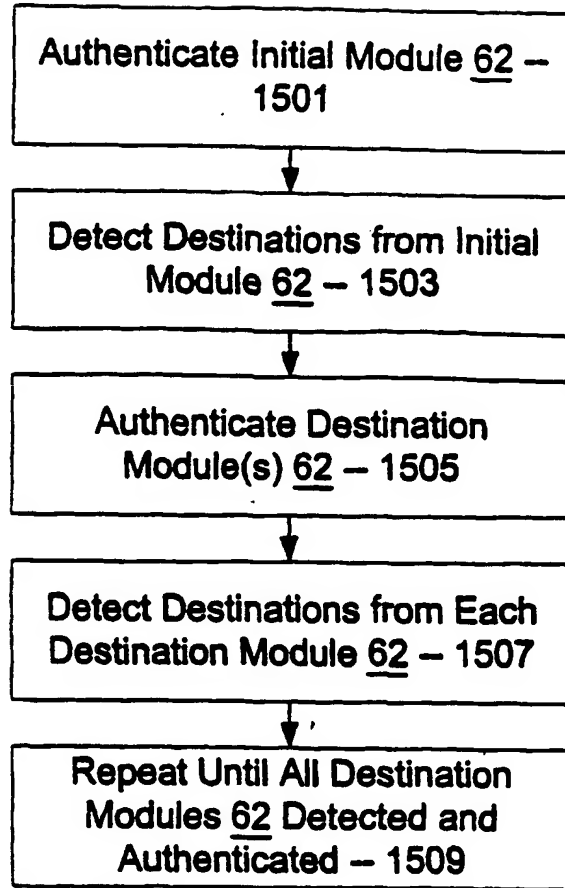 Authenticate Initial Module 62 –
1501
Detect Destinations from Initial
Module 62 – 1503
Authenticate Destination
Module(s) 62 – 1505
Detect Destinations from Each
Destination Module 62 – 1507
Repeat Until All Destination
Modules 62 Detected and
Authenticated – 1509